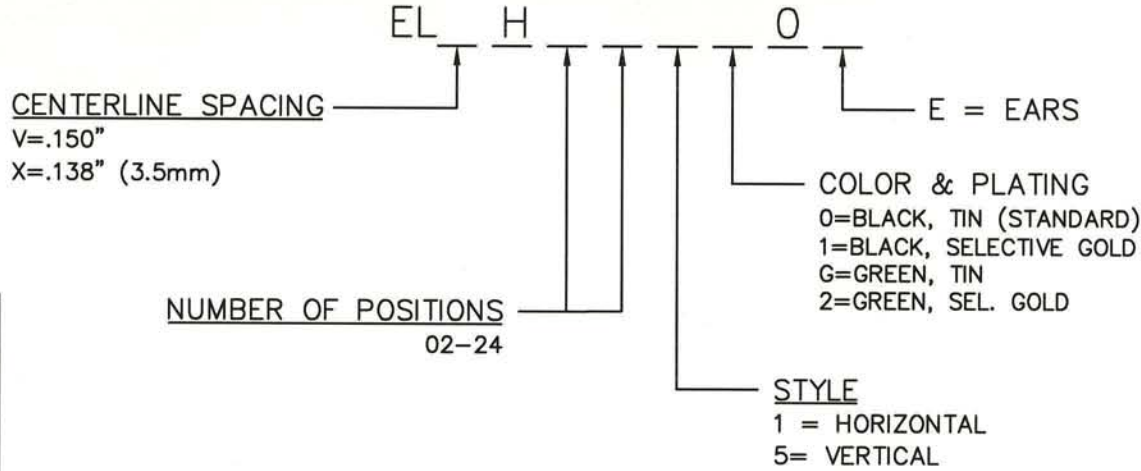 EL H 0
CENTERLINE SPACING
V=.150"
X=.138" (3.5mm)
E = EARS
COLOR & PLATING
0=BLACK, TIN (STANDARD)
1=BLACK, SELECTIVE GOLD
G=GREEN, TIN
2=GREEN, SEL. GOLD
NUMBER OF POSITIONS
02-24
STYLE
1 = HORIZONTAL
5= VERTICAL